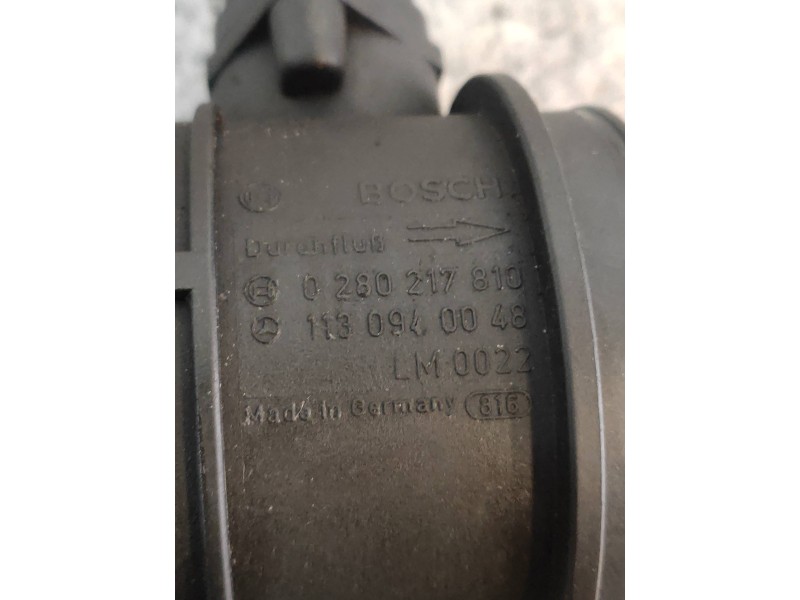 BOSCH
Durchfluß
0 280 217 810
113 094 00 48
LM 0022
Made in Germany 816